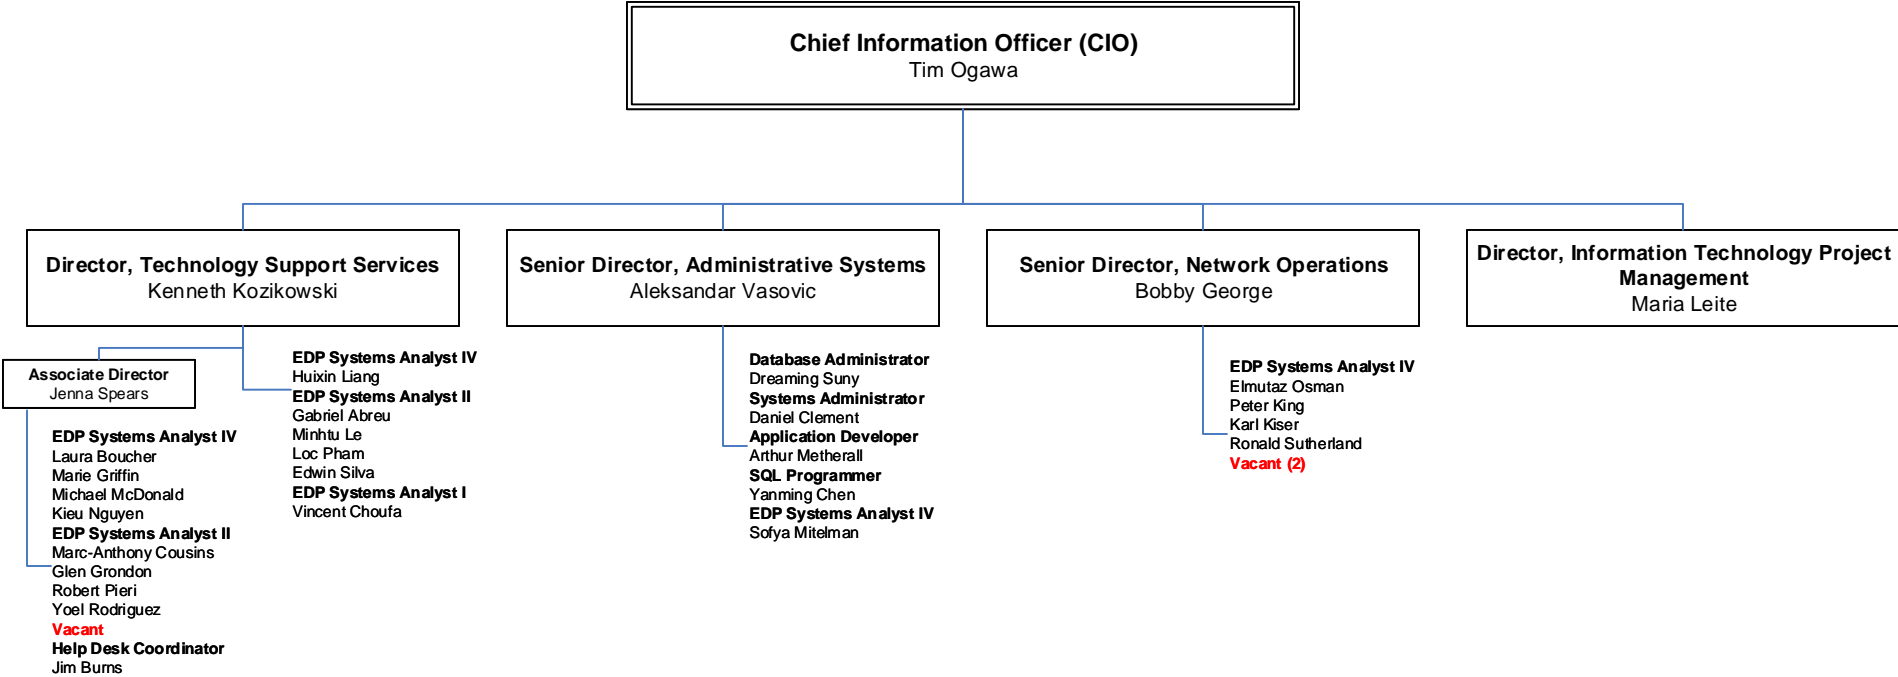 Chief Information Officer (CIO)
Tim Ogawa
Director, Technology Support Services
Kenneth Kozikowski
Senior Director, Administrative Systems
Aleksandar Vasovic
Senior Director, Network Operations
Bobby George
Director, Information Technology Project
Management
Maria Leite
Associate Director
Jenna Spears
EDP Systems Analyst IV
Laura Boucher
Marie Griffin
Michael McDonald
Kieu Nguyen
EDP Systems Analyst II
Marc-Anthony Cousins
Glen Grondon
Robert Pieri
Yoel Rodriguez
Vacant
Help Desk Coordinator
Jim Burns
EDP Systems Analyst IV
Huixin Liang
EDP Systems Analyst II
Gabriel Abreu
Minhtu Le
Loc Pham
Edwin Silva
EDP Systems Analyst I
Vincent Choufa
Database Administrator
Dreaming Suny
Systems Administrator
Daniel Clement
Application Developer
Arthur Metherall
SQL Programmer
Yanming Chen
EDP Systems Analyst IV
Sofya Mitelman
EDP Systems Analyst IV
Elmutaz Osman
Peter King
Karl Kiser
Ronald Sutherland
Vacant (2)